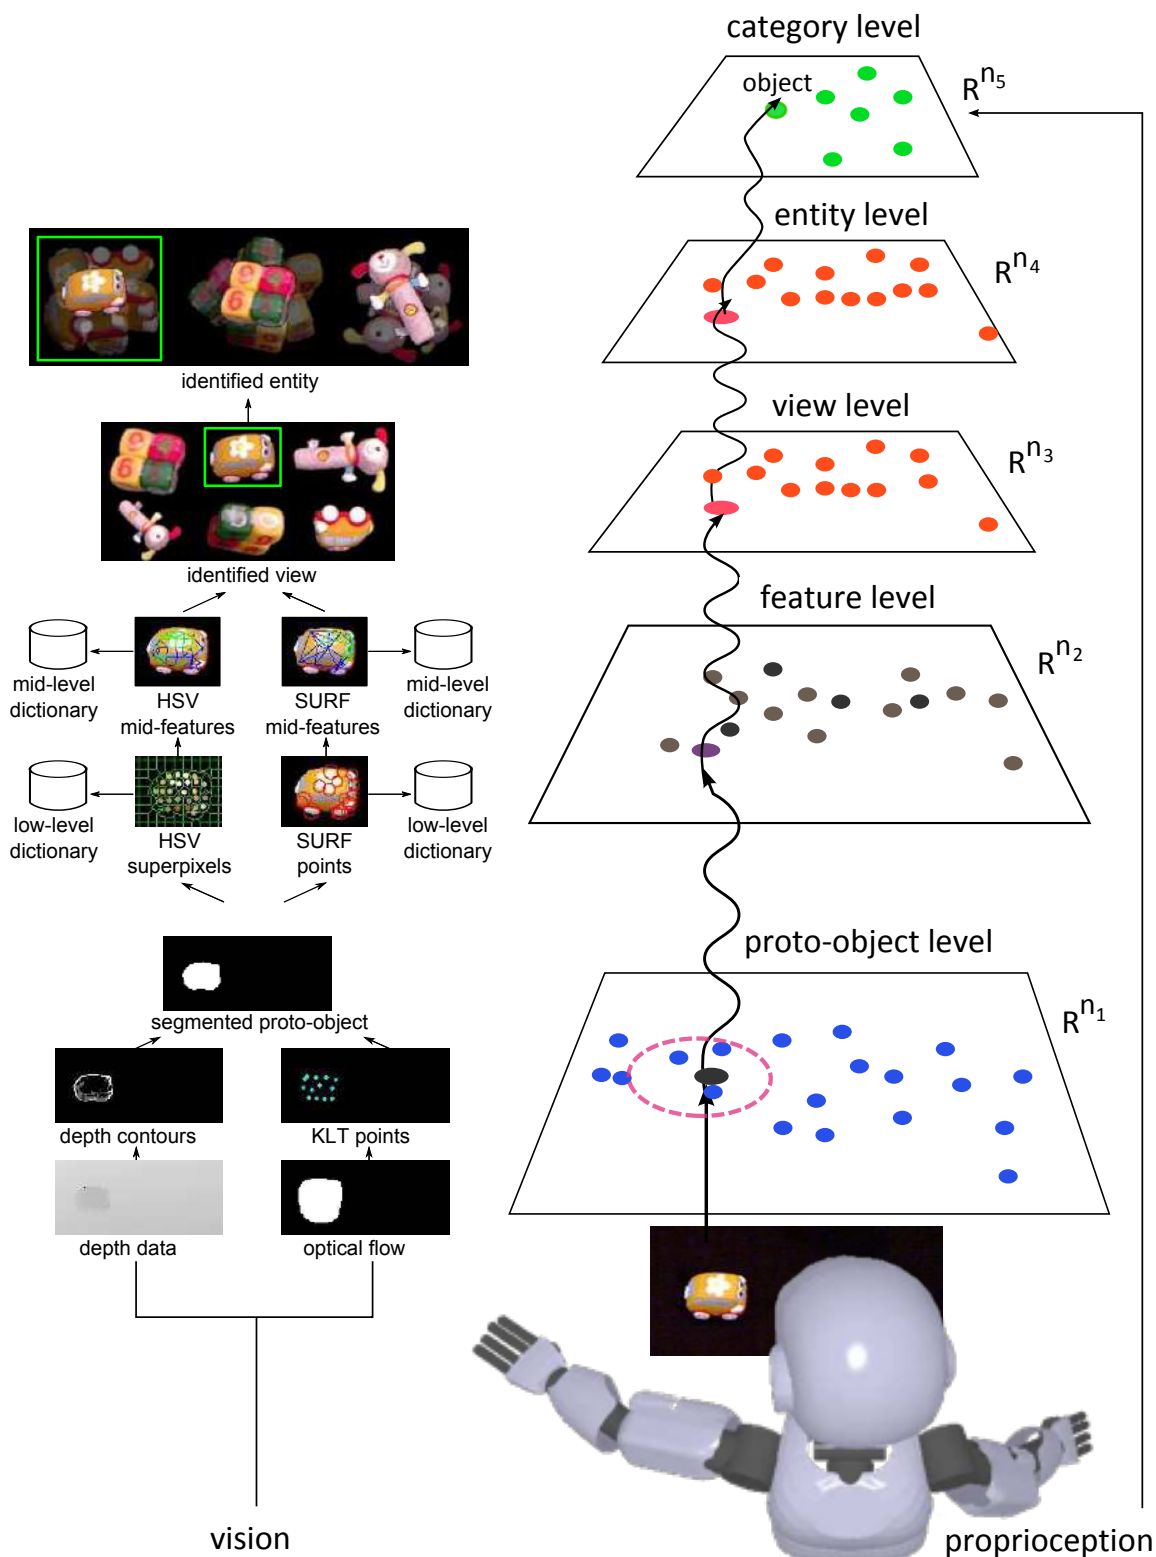 category level
object
R^n5
entity level
R^n4
identified entity
view level
R^n3
identified view
feature level
R^n2
mid-level
dictionary
HSV
mid-features
SURF
mid-features
mid-level
dictionary
low-level
dictionary
HSV
superpixels
SURF
points
low-level
dictionary
proto-object level
R^n1
segmented proto-object
depth contours
KLT points
depth data
optical flow
vision
proprioception